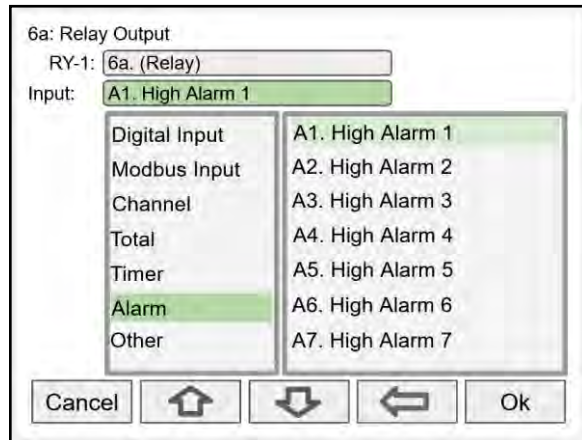 6a: Relay Output
RY-1: 6a. (Relay)
Input: A1. High Alarm 1
Digital Input
Modbus Input
Channel
Total
Timer
Alarm
Other
A1. High Alarm 1
A2. High Alarm 2
A3. High Alarm 3
A4. High Alarm 4
A5. High Alarm 5
A6. High Alarm 6
A7. High Alarm 7
Cancel Ok